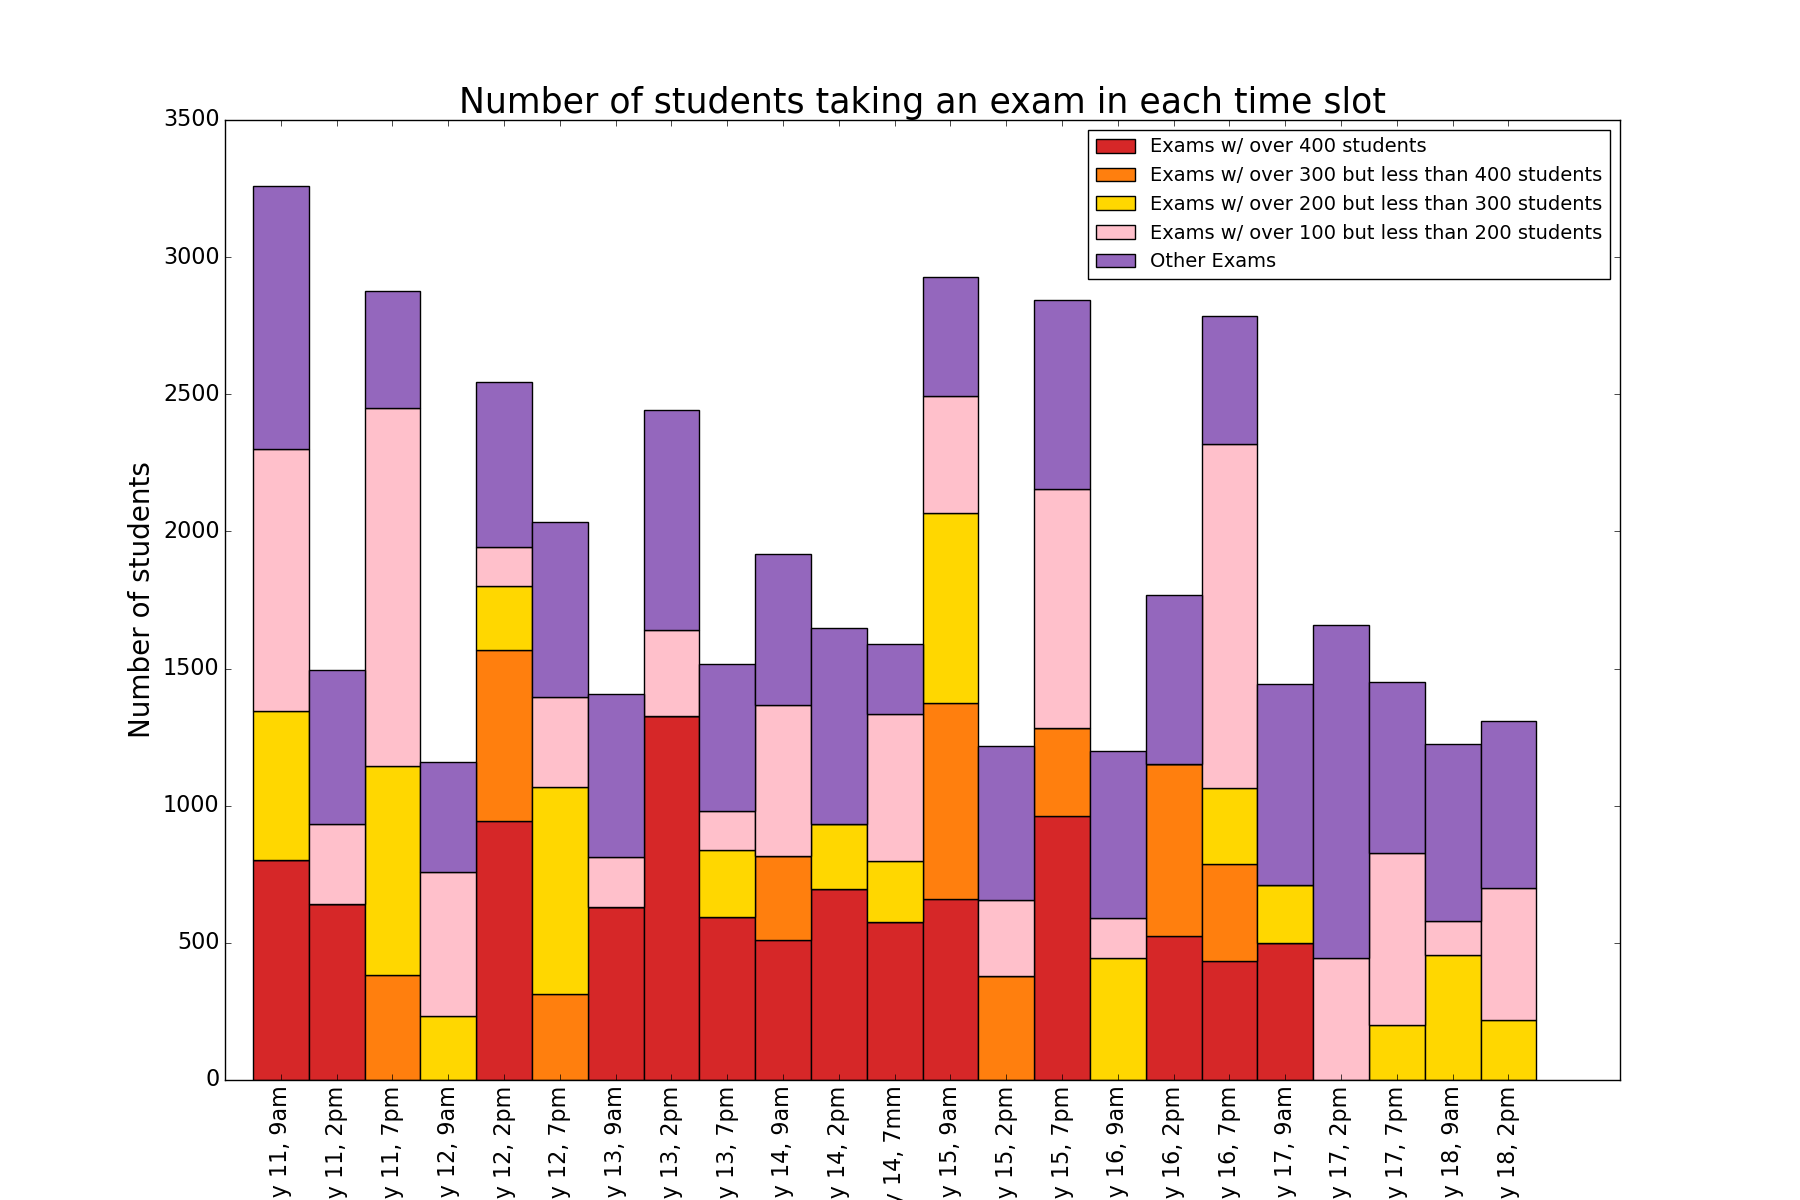 Number of students taking an exam in each time slot
Exams w/ over 400 students
Exams w/ over 300 but less than 400 students
Exams w/ over 200 but less than 300 students
Exams w/ over 100 but less than 200 students
Other Exams
Number of students
3500
3000
2500
2000
1500
1000
500
0
y 11, 9am
y 11, 2pm
y 11, 7pm
y 12, 9am
y 12, 2pm
y 12, 7pm
y 13, 9am
y 13, 2pm
y 13, 7pm
y 14, 9am
y 14, 2pm
y 14, 7mm
y 15, 9am
y 15, 2pm
y 15, 7pm
y 16, 9am
y 16, 2pm
y 16, 7pm
y 17, 9am
y 17, 2pm
y 17, 7pm
y 18, 9am
y 18, 2pm